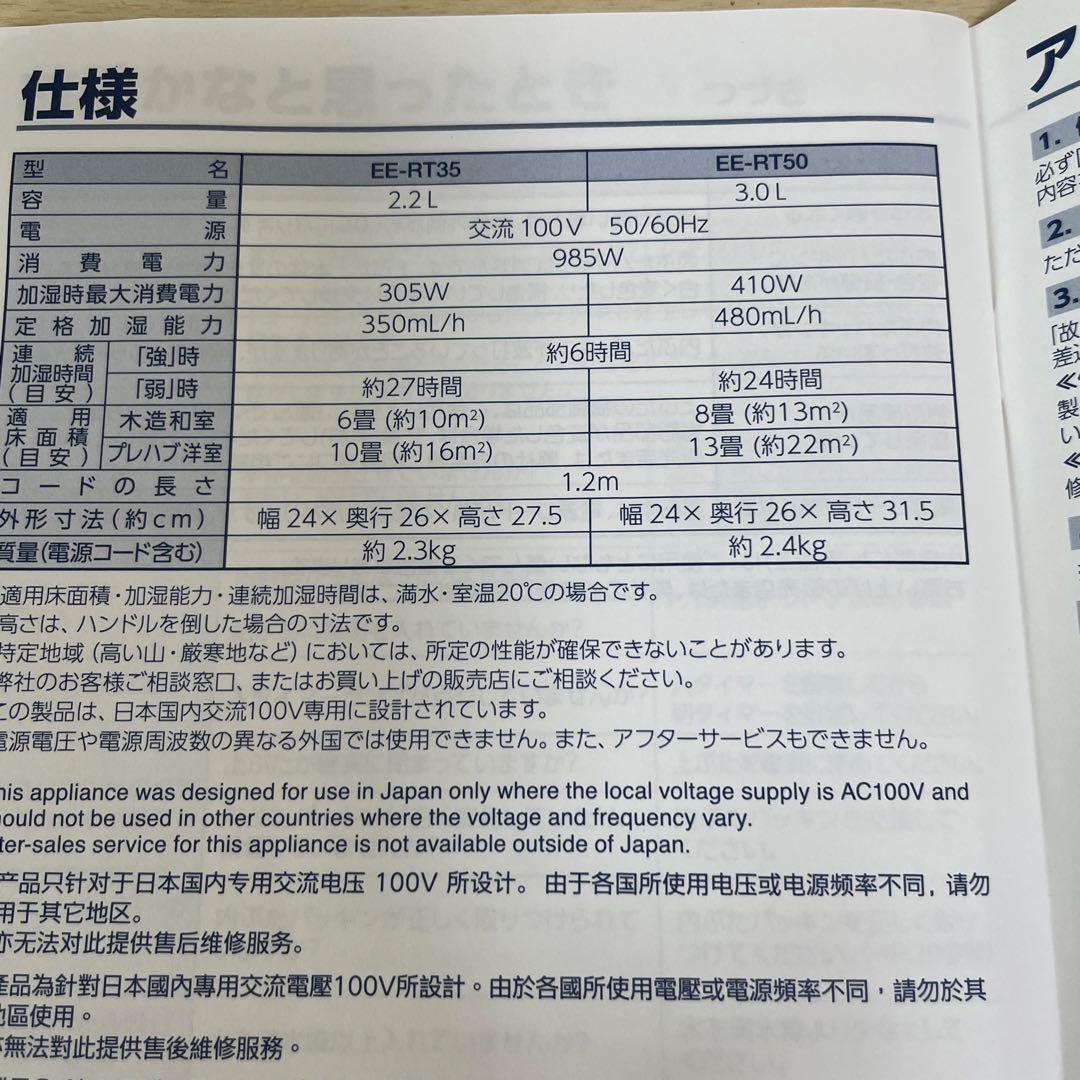 仕様
型名 EE-RT35 EE-RT50
容量 2.2L 3.0L
電源 交流100V 50/60Hz
消費電力 985W
加湿時最大消費電力 305W 410W
定格加湿能力 350mL/h 480mL/h
連続加湿時間(目安) 「強」時 約6時間
「弱」時 約27時間 約24時間
適用床面積(目安) 木造和室 6畳(約10m²) 8畳(約13m²)
プレハブ洋室 10畳(約16m²) 13畳(約22m²)
コードの長さ 1.2m
外形寸法(約cm) 幅24×奥行26×高さ27.5 幅24×奥行26×高さ31.5
質量(電源コード含む) 約2.3kg 約2.4kg
適用床面積・加湿能力・連続加湿時間は、満水・室温20℃の場合です。
高さは、ハンドルを倒した場合の寸法です。
特定地域(高い山・厳寒地など)においては、所定の性能が確保できないことがあります。
弊社のお客様ご相談窓口、またはお買い上げの販売店にご相談ください。
この製品は、日本国内交流100V専用に設計されています。
電源電圧や電源周波数の異なる外国では使用できません。また、アフターサービスもできません。
his appliance was designed for use in Japan only where the local voltage supply is AC100V and
hould not be used in other countries where the voltage and frequency vary.
ter-sales service for this appliance is not available outside of Japan.
产品只针对于日本国内专用交流电压 100V 所设计。由于各国所使用电压或电源频率不同，请勿
用于其它地区。
亦无法对此提供售后维修服务。
產品為針對日本國內專用交流電壓100V所設計。由於各國所使用電壓或電源頻率不同，請勿於其
地區使用。
亦無法對此提供售後維修服務。
ア
1.
必ず
内容
2.
ただ
3.
「故
差
≪
製
い
≪
修